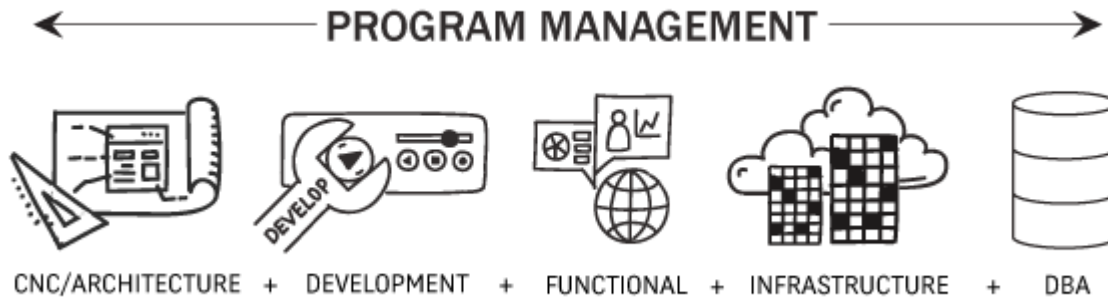 PROGRAM MANAGEMENT
DEVELOP
CNC/ARCHITECTURE + DEVELOPMENT + FUNCTIONAL + INFRASTRUCTURE + DBA